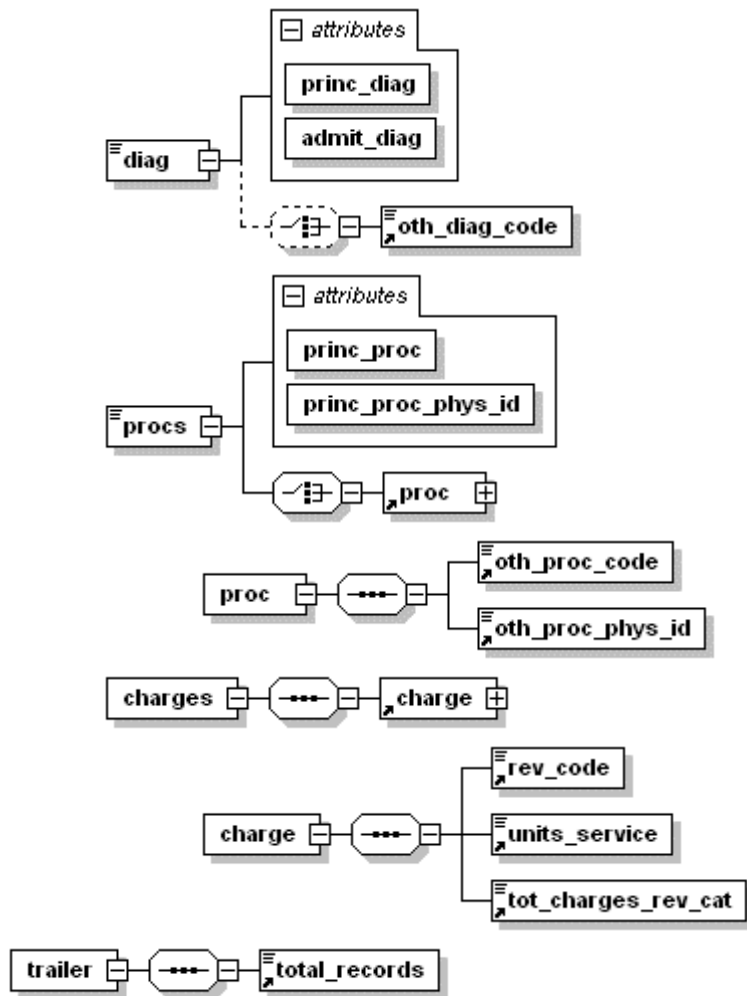 attributes
princ_diag
admit_diag
diag
oth_diag_code
attributes
princ_proc
princ_proc_phys_id
procs
proc
oth_proc_code
proc
oth_proc_phys_id
charges
charge
rev_code
charge
units_service
tot_charges_rev_cat
trailer
total_records